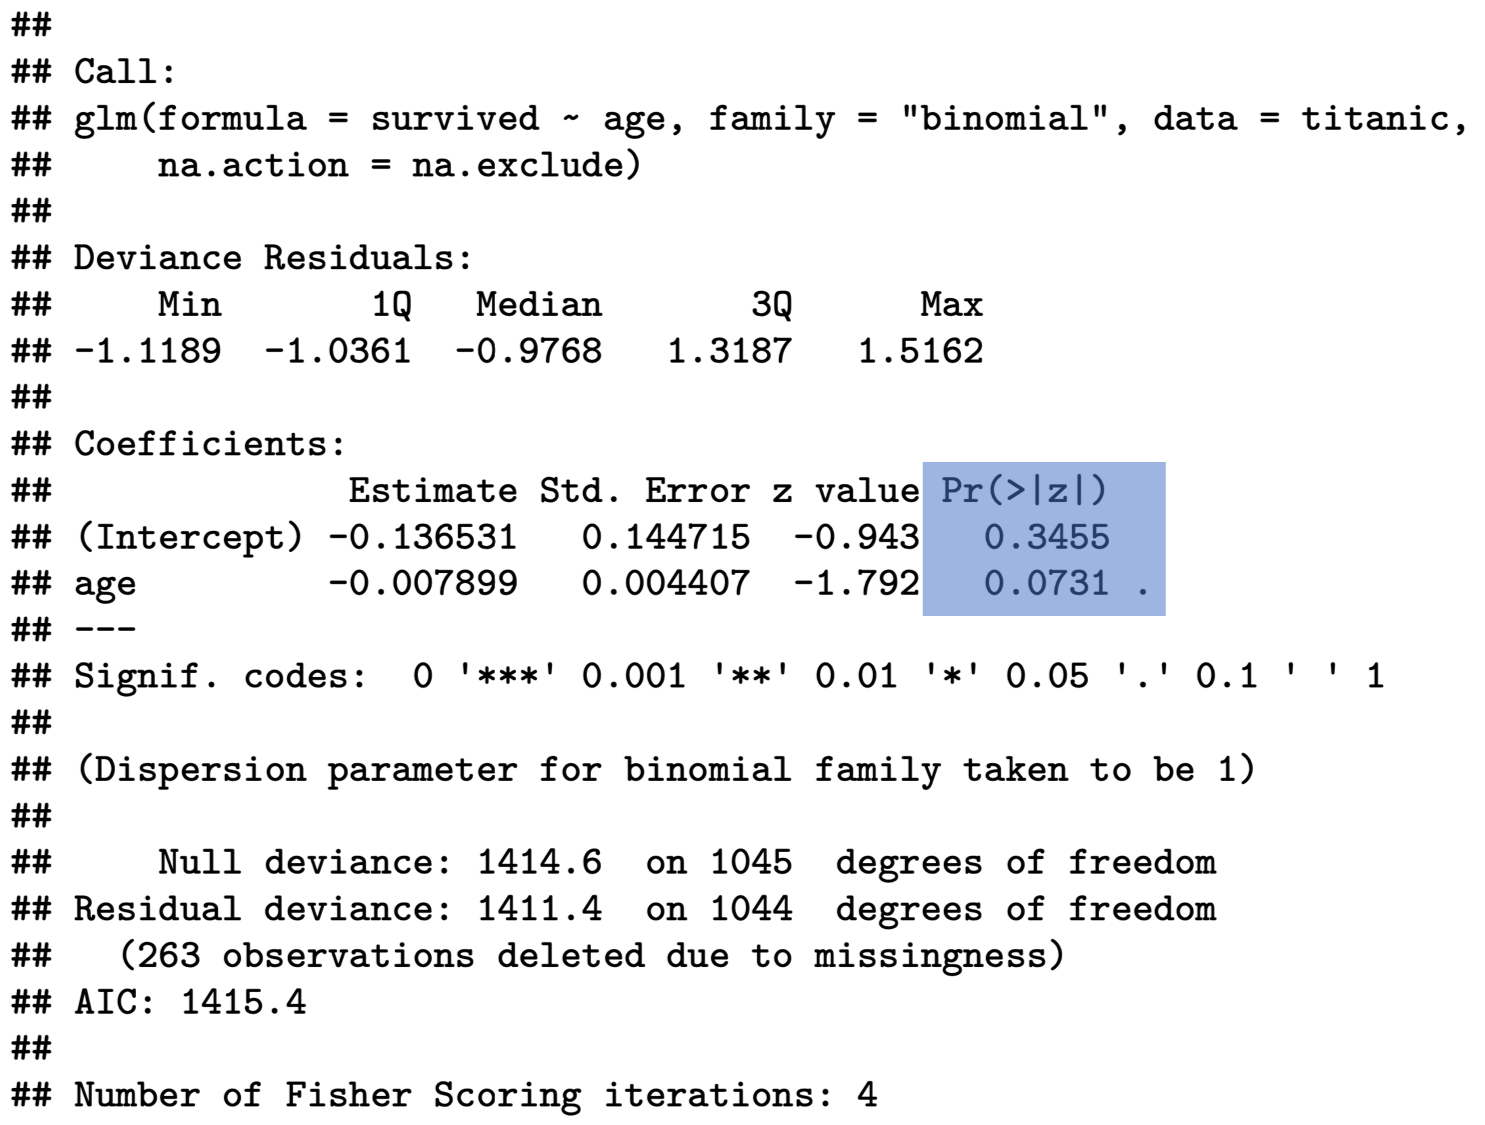 ##
## Call:
## glm(formula = survived ~ age, family = "binomial", data = titanic,
##     na.action = na.exclude)
##
## Deviance Residuals:
##     Min       1Q   Median       3Q      Max
## -1.1189  -1.0361  -0.9768   1.3187   1.5162
##
## Coefficients:
##              Estimate Std. Error z value Pr(>|z|)
## (Intercept) -0.136531   0.144715  -0.943   0.3455
## age         -0.007899   0.004407  -1.792   0.0731 .
## ---
## Signif. codes:  0 '***' 0.001 '**' 0.01 '*' 0.05 '.' 0.1 ' ' 1
##
## (Dispersion parameter for binomial family taken to be 1)
##
##     Null deviance: 1414.6  on 1045  degrees of freedom
## Residual deviance: 1411.4  on 1044  degrees of freedom
##   (263 observations deleted due to missingness)
## AIC: 1415.4
##
## Number of Fisher Scoring iterations: 4